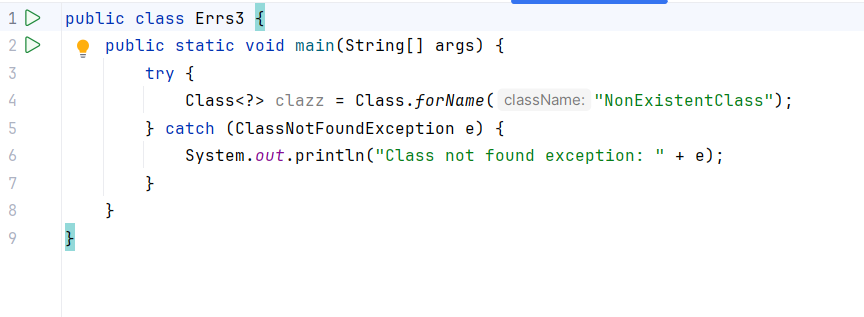 1 public class Errs3 {
2 public static void main(String[] args) {
3 try {
4 Class<?> clazz = Class.forName( className: "NonExistentClass");
5 } catch (ClassNotFoundException e) {
6 System.out.println("Class not found exception: " + e);
7 }
8 }
9 }